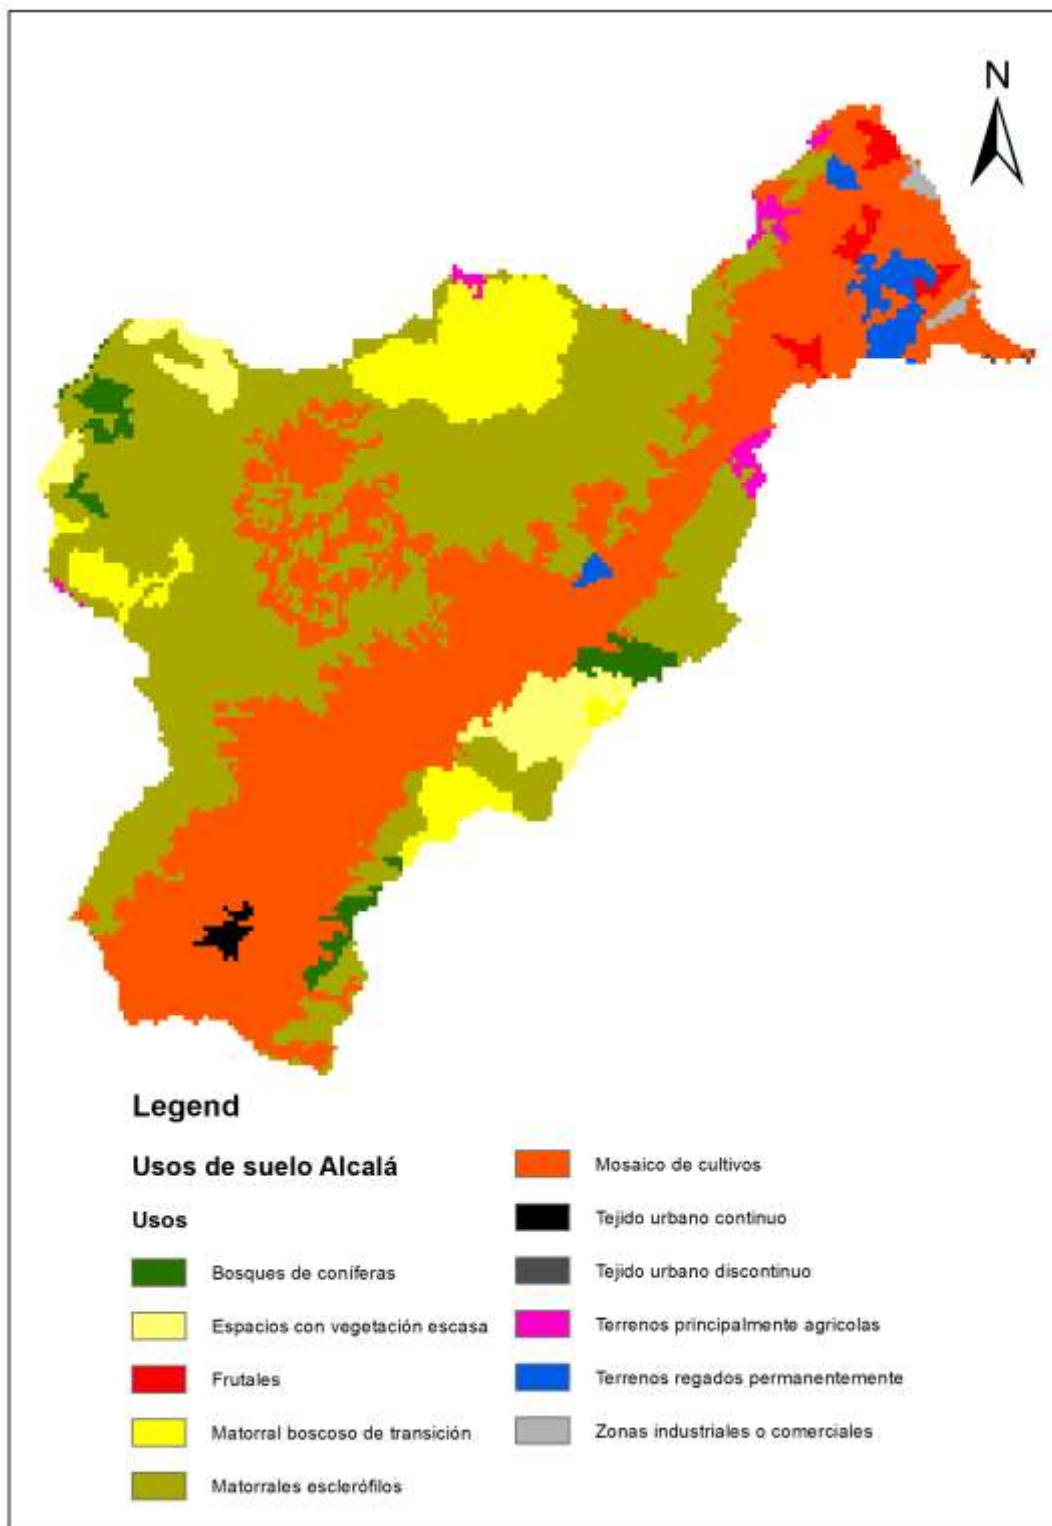 N
Legend
Usos de suelo Alcalá
Usos
Bosques de coníferas
Espacios con vegetación escasa
Frutales
Matorral boscoso de transición
Matorrales esclerófilos
Mosaico de cultivos
Tejido urbano continuo
Tejido urbano discontinuo
Terrenos principalmente agricolas
Terrenos regados permanentemente
Zonas industriales o comerciales